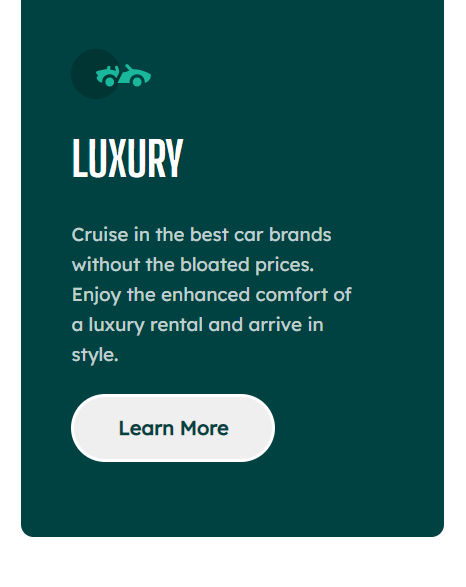 LUXURY
Cruise in the best car brands
without the bloated prices.
Enjoy the enhanced comfort of
a luxury rental and arrive in
style.
Learn More